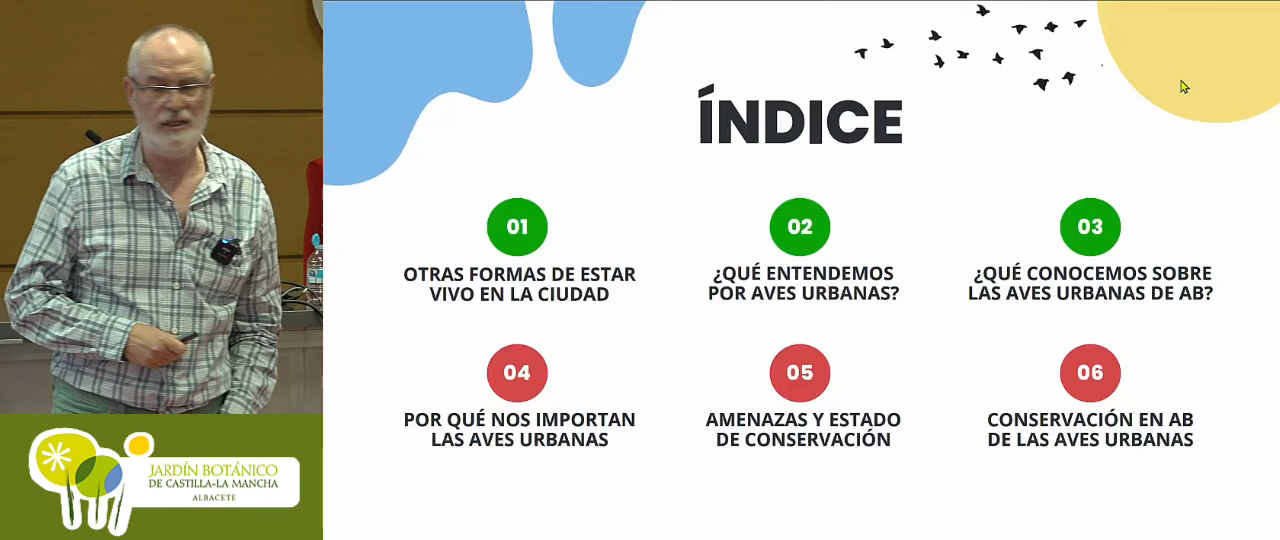 ÍNDICE
01
02
03
OTRAS FORMAS DE ESTAR
VIVO EN LA CIUDAD
¿QUÉ ENTENDEMOS
POR AVES URBANAS?
¿QUÉ CONOCEMOS SOBRE
LAS AVES URBANAS DE AB?
04
05
06
POR QUÉ NOS IMPORTAN
LAS AVES URBANAS
AMENAZAS Y ESTADO
DE CONSERVACIÓN
CONSERVACIÓN EN AB
DE LAS AVES URBANAS
JARDÍN BOTÁNICO
DE CASTILLA-LA MANCHA
ALBACETE